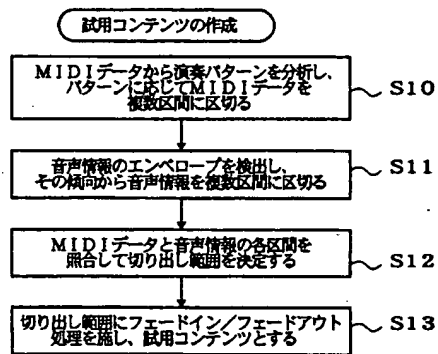 試用コンテンツの作成
MIDIデータから演奏パターンを分析し、
パターンに応じてMIDIデータを
複数区間に区切る
S10
音声情報のエンベロープを検出し、
その傾向から音声情報を複数区間に区切る
S11
MIDIデータと音声情報の各区間を
照合して切り出し範囲を決定する
S12
切り出し範囲にフェードイン/フェードアウト
処理を施し、試用コンテンツとする
S13